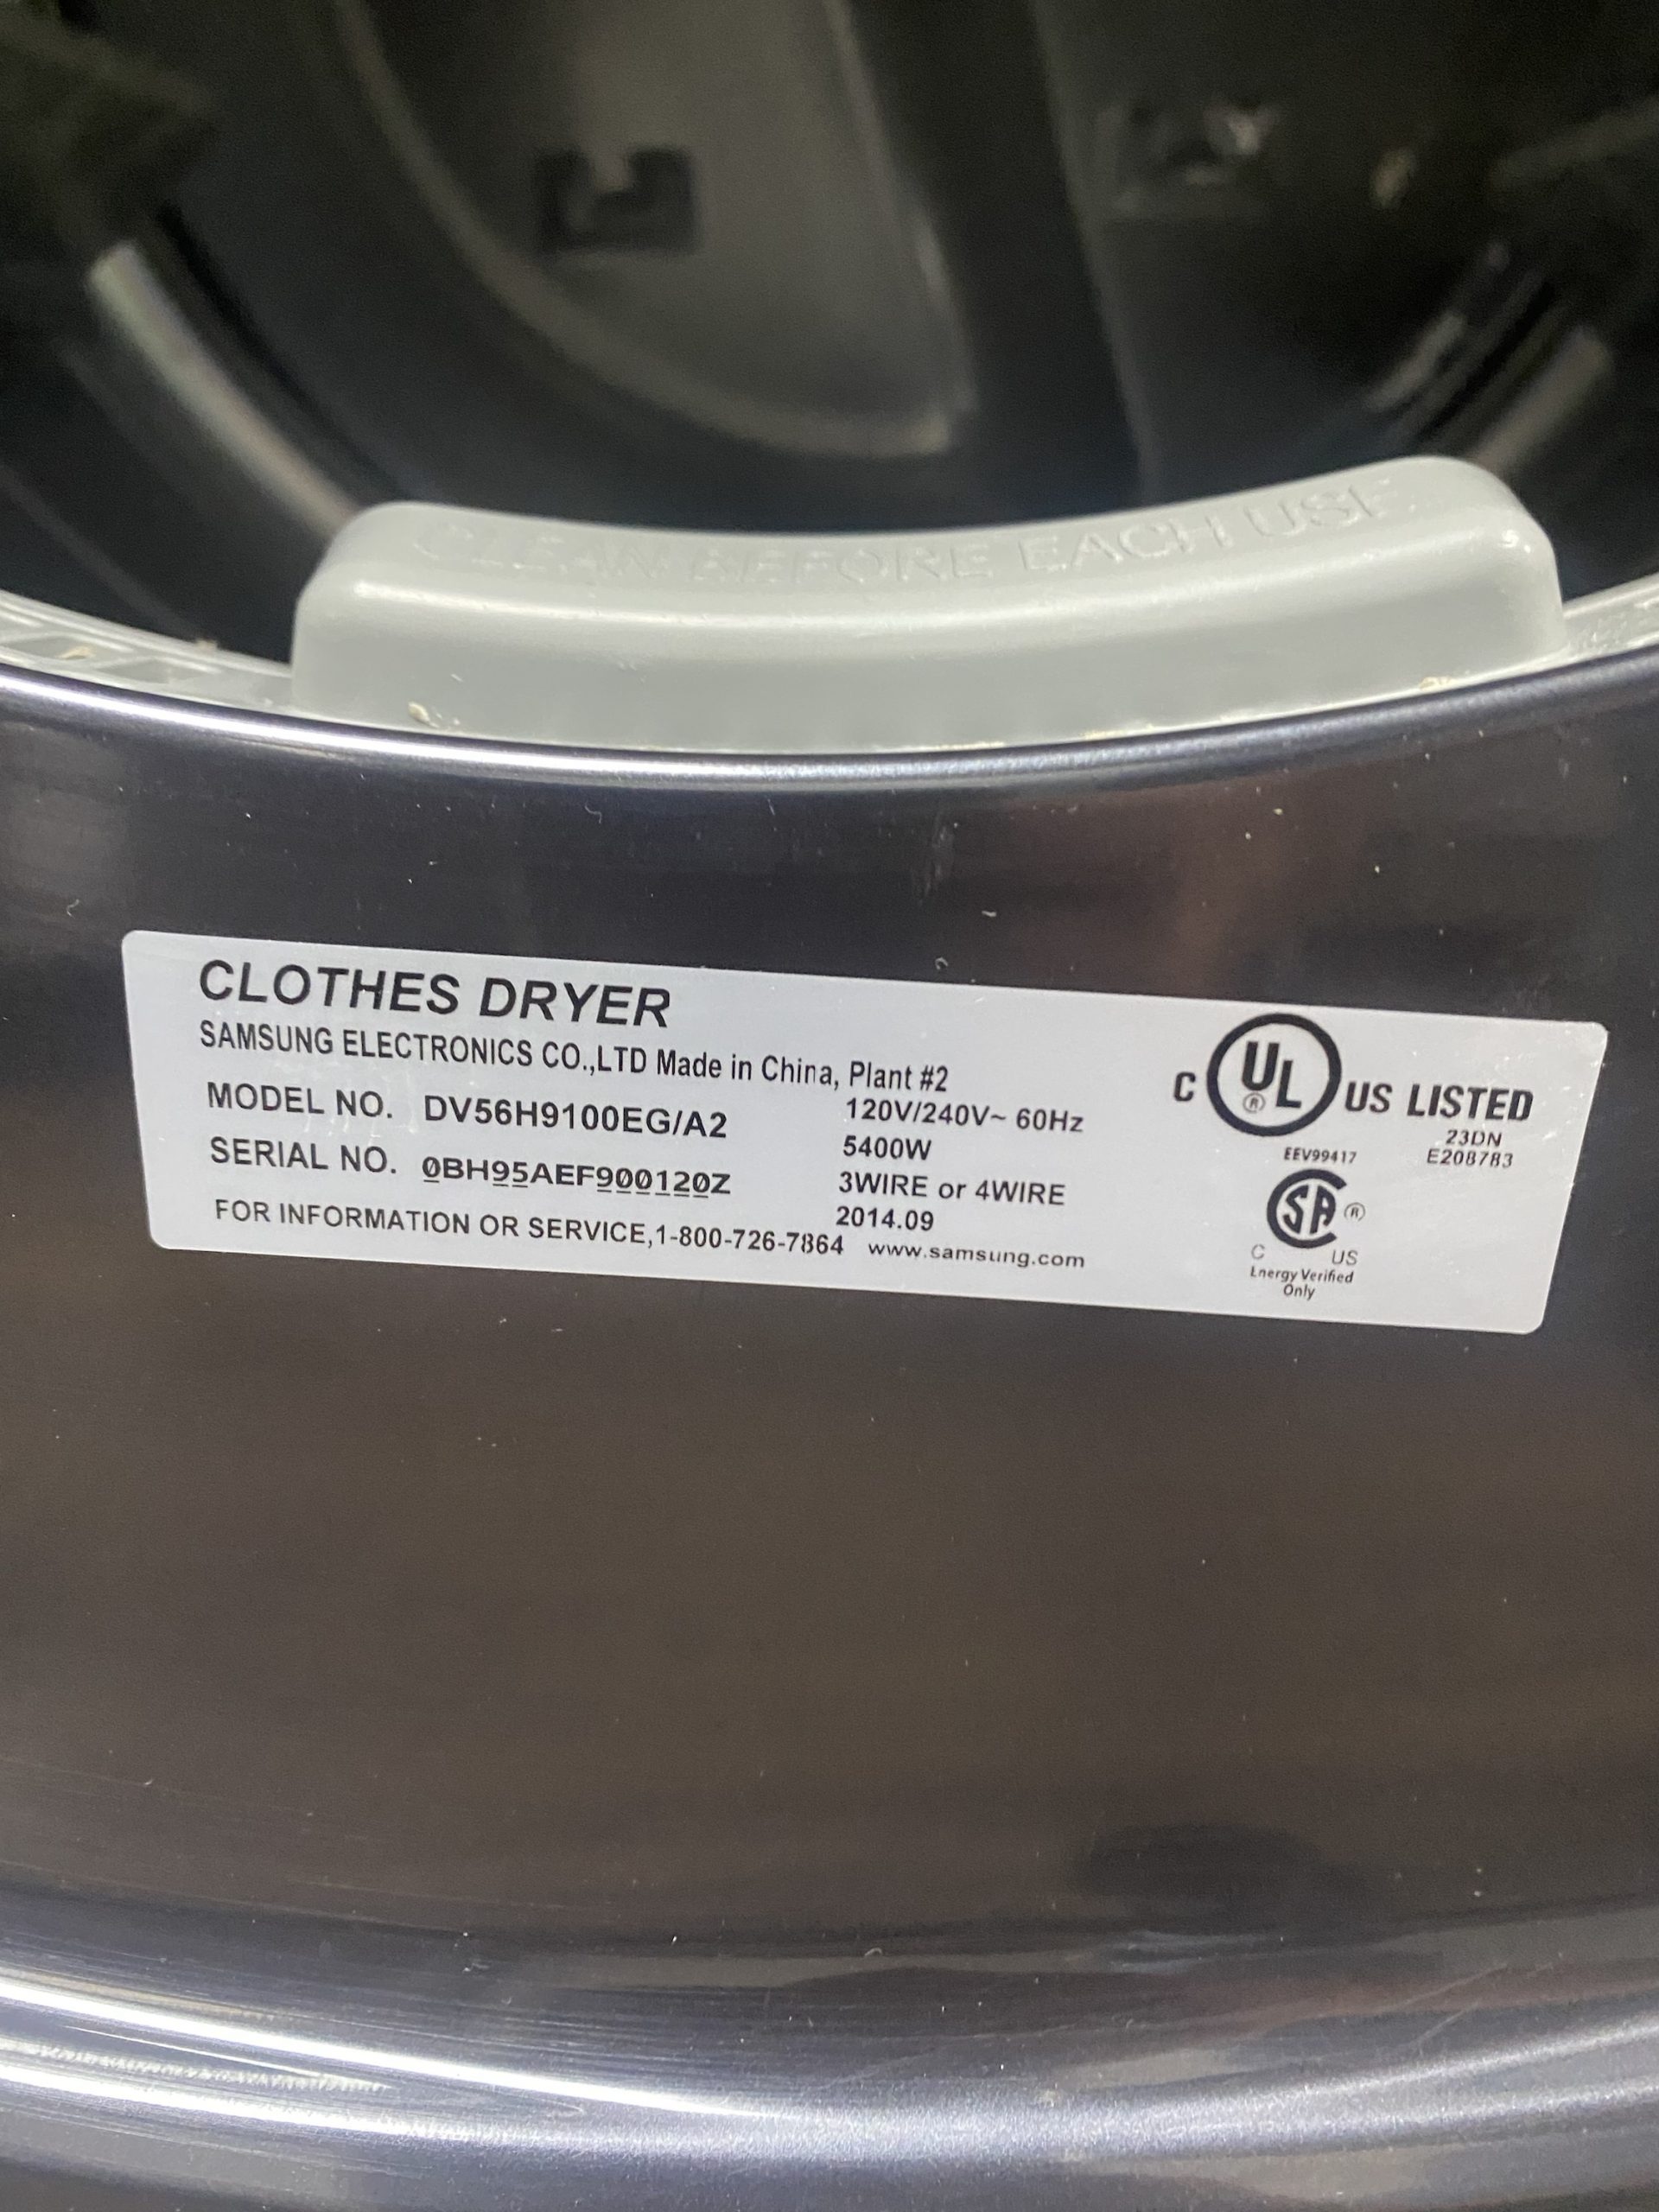 CLEAN BEFORE EACH USE
CLOTHES DRYER
SAMSUNG ELECTRONICS CO.,LTD Made in China, Plant #2
MODEL NO. DV56H9100EG/A2
SERIAL NO. 0BH95AEF900120Z
FOR INFORMATION OR SERVICE,1-800-726-7864 www.samsung.com
120V/240V~ 60Hz
5400W
3WIRE or 4WIRE
2014.09
C UL ® US LISTED
23DN
E208783
EEV99417
SA ®
C US
Energy Verified
Only